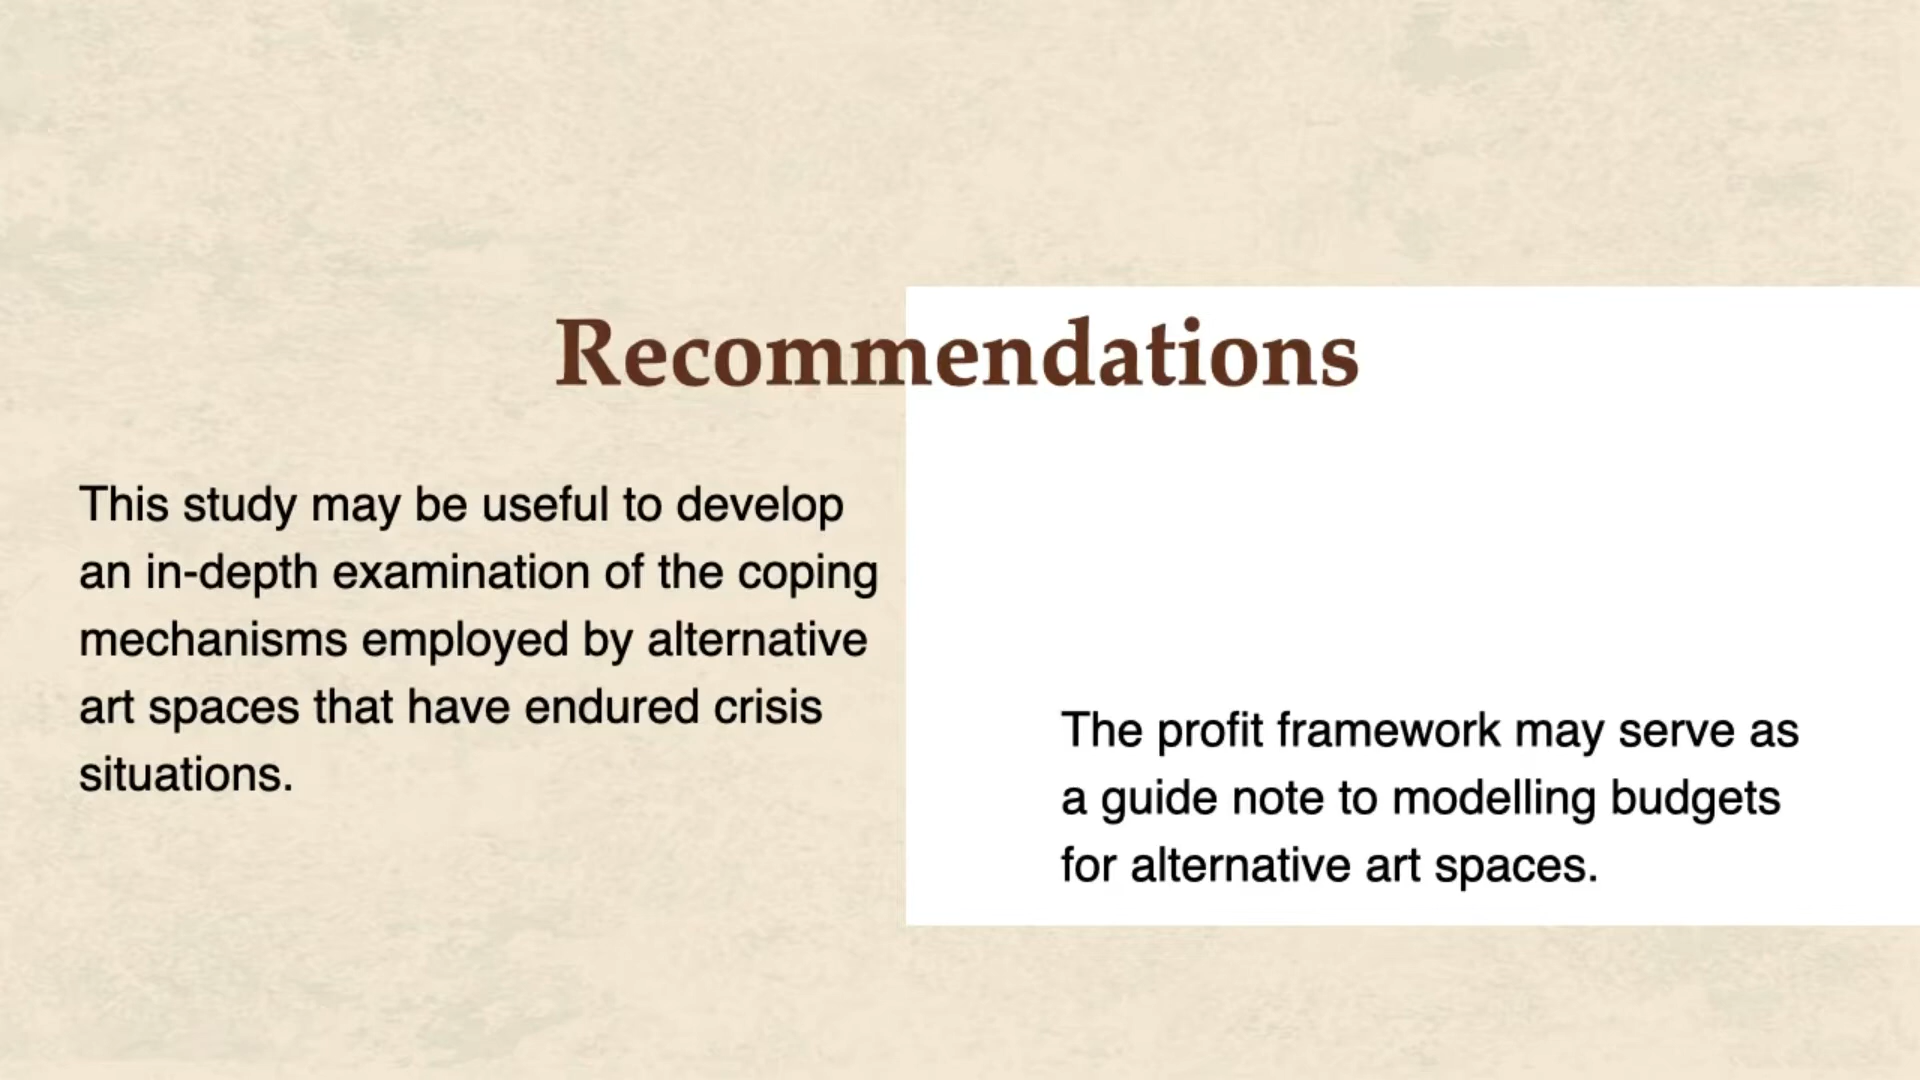 Recommendations
This study may be useful to develop
an in-depth examination of the coping
mechanisms employed by alternative
art spaces that have endured crisis
situations.
The profit framework may serve as
a guide note to modelling budgets
for alternative art spaces.